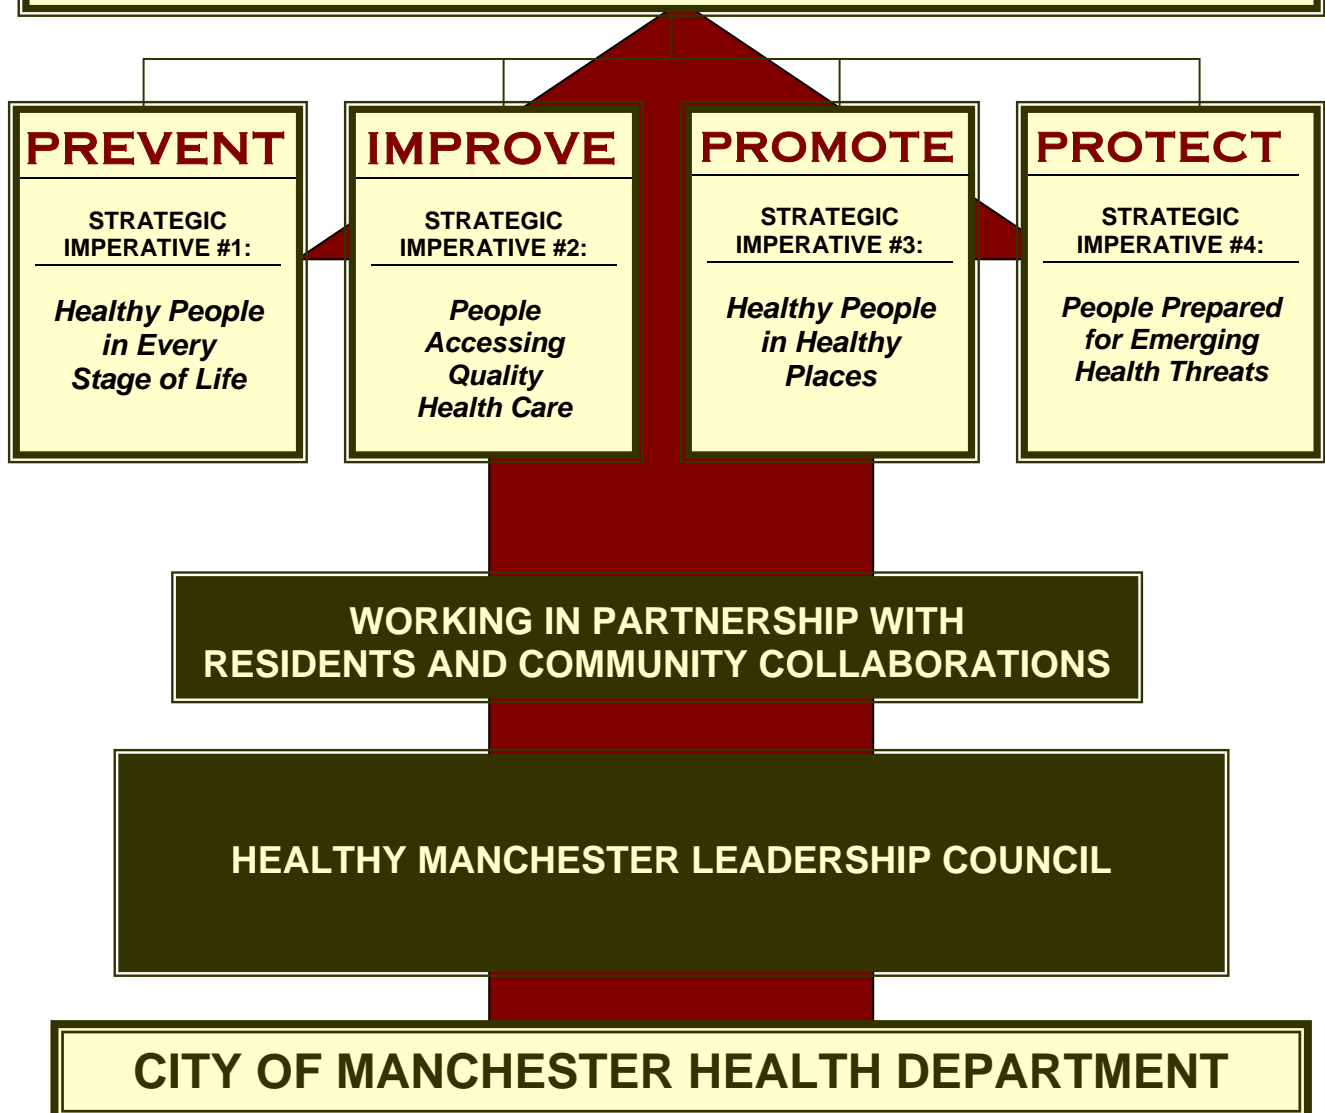 PREVENT
STRATEGIC
IMPERATIVE #1:
Healthy People
in Every
Stage of Life
IMPROVE
STRATEGIC
IMPERATIVE #2:
People
Accessing
Quality
Health Care
PROMOTE
STRATEGIC
IMPERATIVE #3:
Healthy People
in Healthy
Places
PROTECT
STRATEGIC
IMPERATIVE #4:
People Prepared
for Emerging
Health Threats
WORKING IN PARTNERSHIP WITH
RESIDENTS AND COMMUNITY COLLABORATIONS
HEALTHY MANCHESTER LEADERSHIP COUNCIL
CITY OF MANCHESTER HEALTH DEPARTMENT